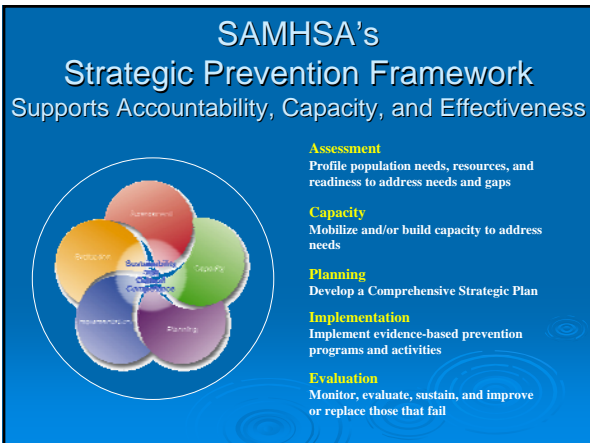 SAMHSA's
Strategic Prevention Framework
Supports Accountability, Capacity, and Effectiveness
Assessment
Profile population needs, resources, and
readiness to address needs and gaps
Capacity
Mobilize and/or build capacity to address
needs
Planning
Develop a Comprehensive Strategic Plan
Implementation
Implement evidence-based prevention
programs and activities
Evaluation
Monitor, evaluate, sustain, and improve
or replace those that fail
Assessment
Evaluation
Sustainability
and
Cultural
Competence
Capacity
Implementation
Planning